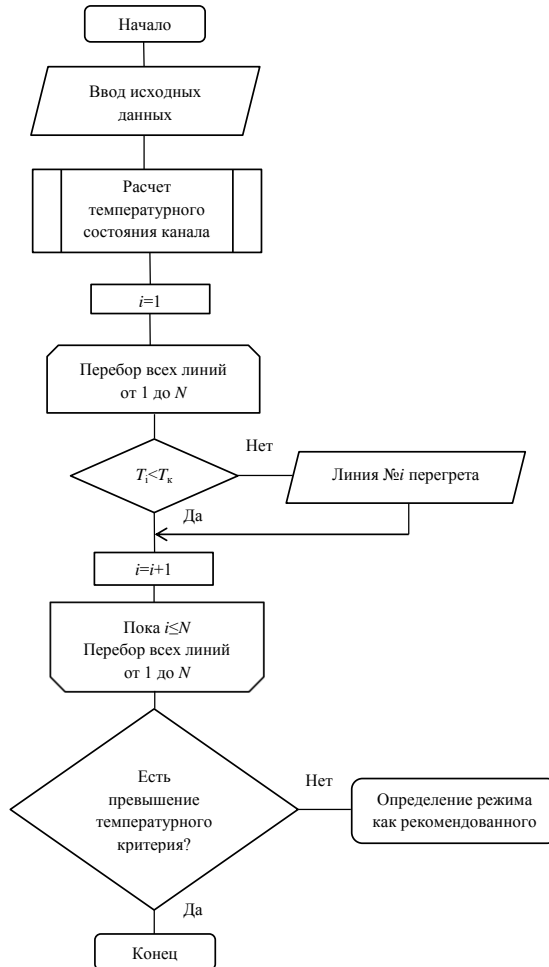 Начало
Ввод исходных
данных
Расчет
температурного
состояния канала
i=1
Перебор всех линий
от 1 до N
Нет
Tᵢ<Tк
Линия №i перегрета
Да
i=i+1
Пока i≤N
Перебор всех линий
от 1 до N
Есть
превышение
температурного
критерия?
Нет
Определение режима
как рекомендованного
Да
Конец